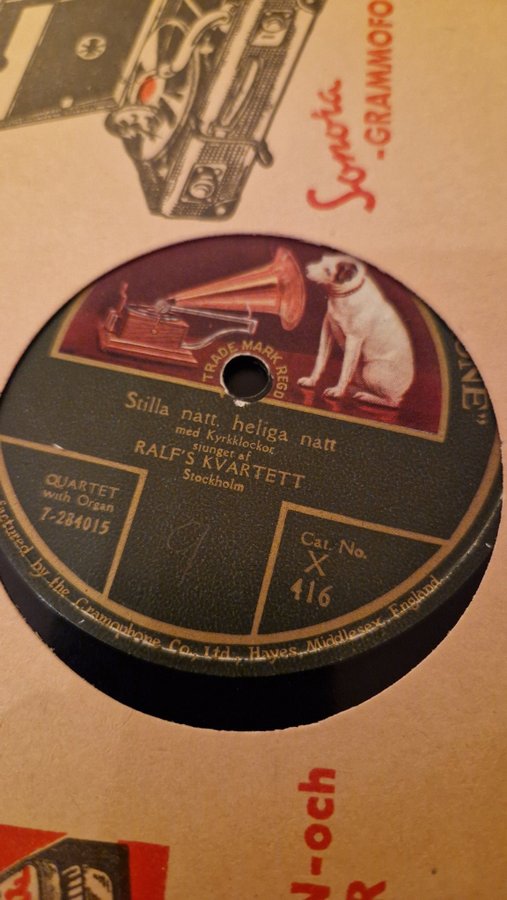 Sonora
-GRAMMOFO
ONE"
TRADE MARK REGD
Stilla natt, heliga natt
med Kyrkklockor
sjunget af
RALF'S KVARTETT
Stockholm
QUARTET
with Organ
7-284015
Cat. No.
X
416
factured by the Gramophone Co., Ltd., Hayes, Middlesex, England.
N-och
R